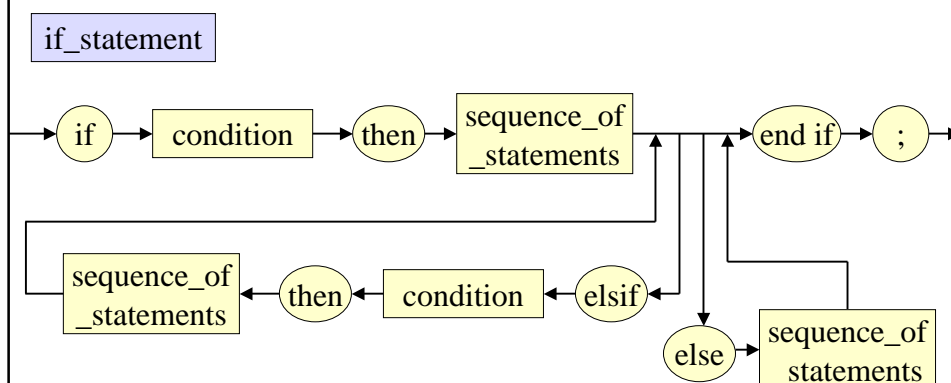 if_statement
if
condition
then
sequence_of
_statements
end if
;
sequence_of
_statements
then
condition
elsif
else
sequence_of
statements